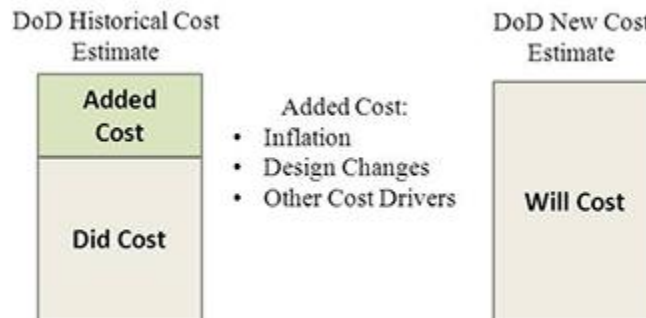 DoD Historical Cost
Estimate
Added
Cost
Did Cost
Added Cost:
• Inflation
• Design Changes
• Other Cost Drivers
DoD New Cost
Estimate
Will Cost